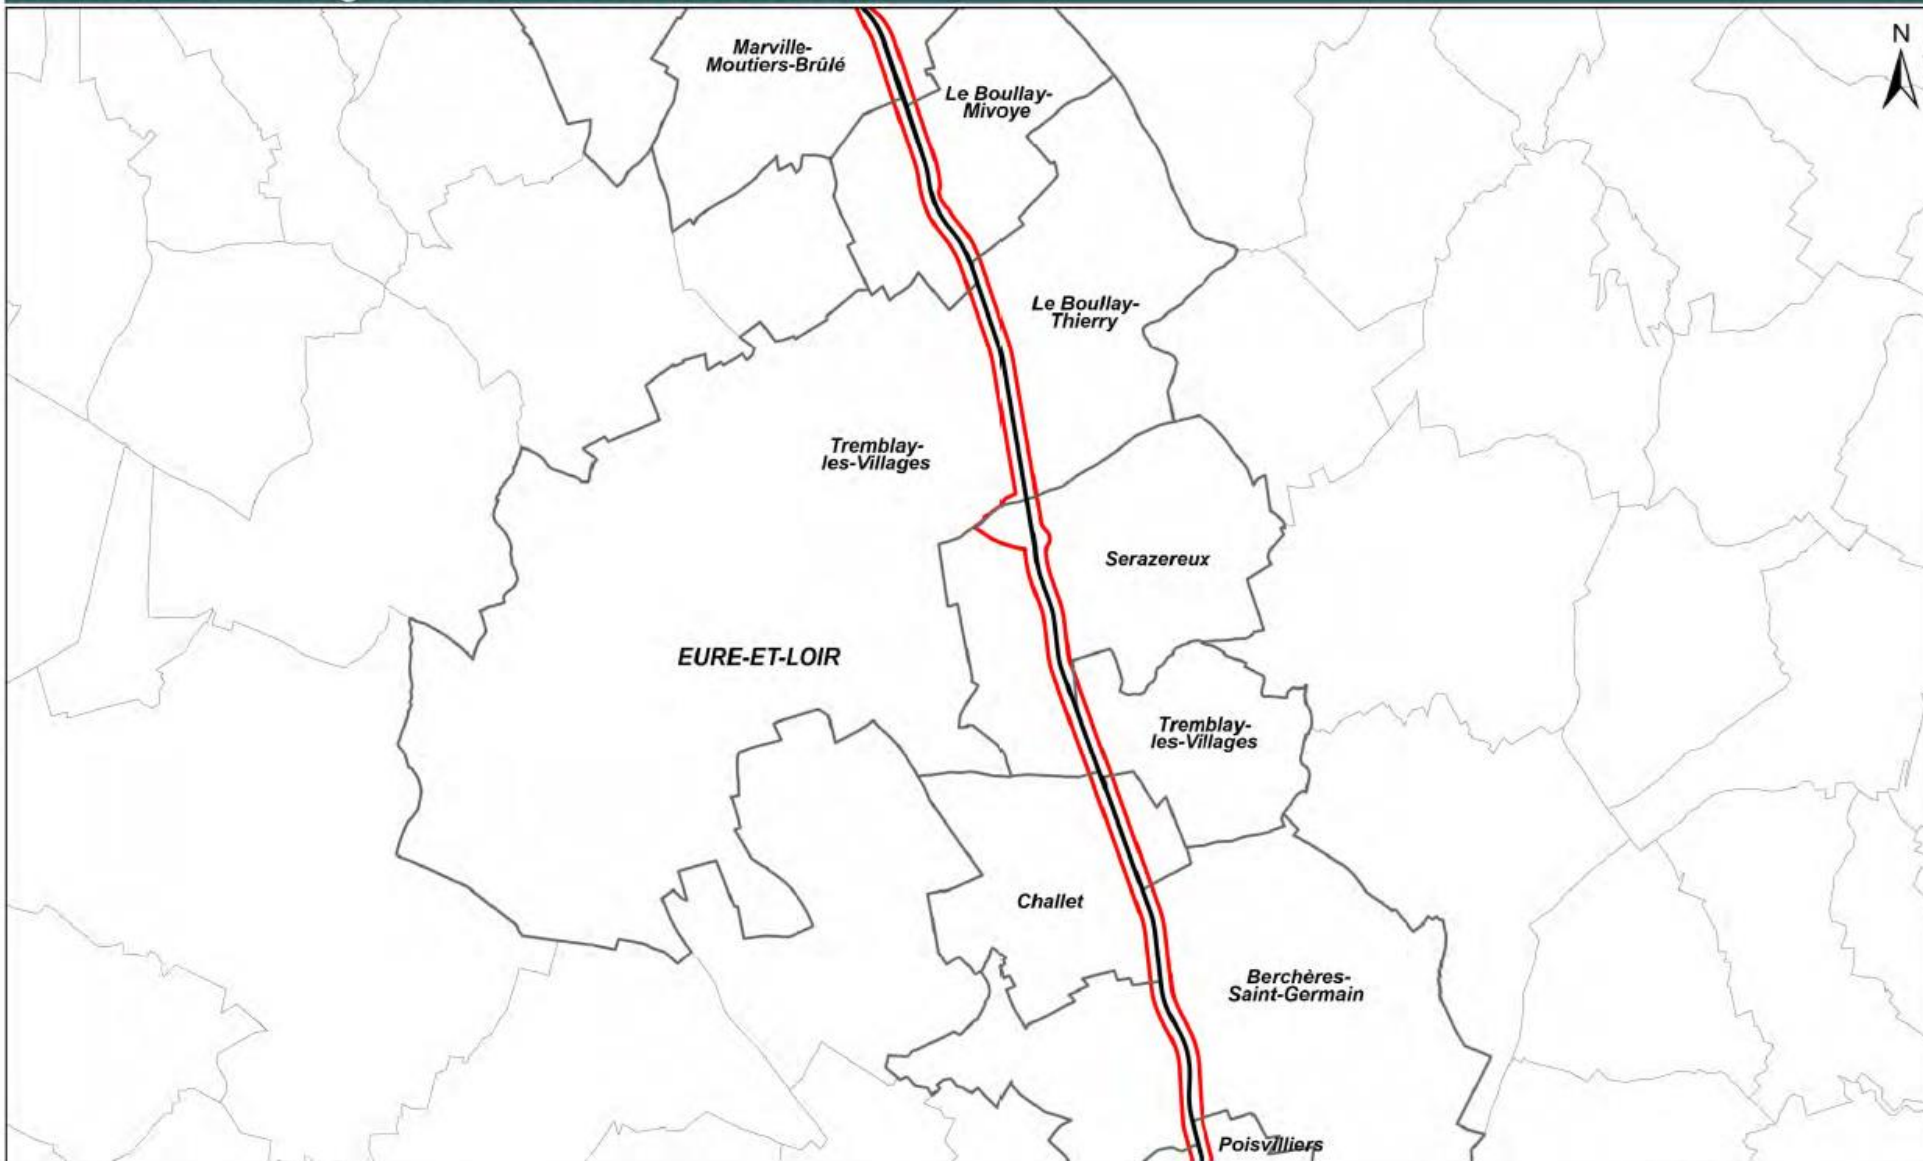 N
Marville-
Moutiers-Brûlé
Le Boullay-
Mivoye
Le Boullay-
Thierry
Tremblay-
les-Villages
Serazereux
EURE-ET-LOIR
Tremblay-
les-Villages
Challet
Berchères-
Saint-Germain
Poisvilliers